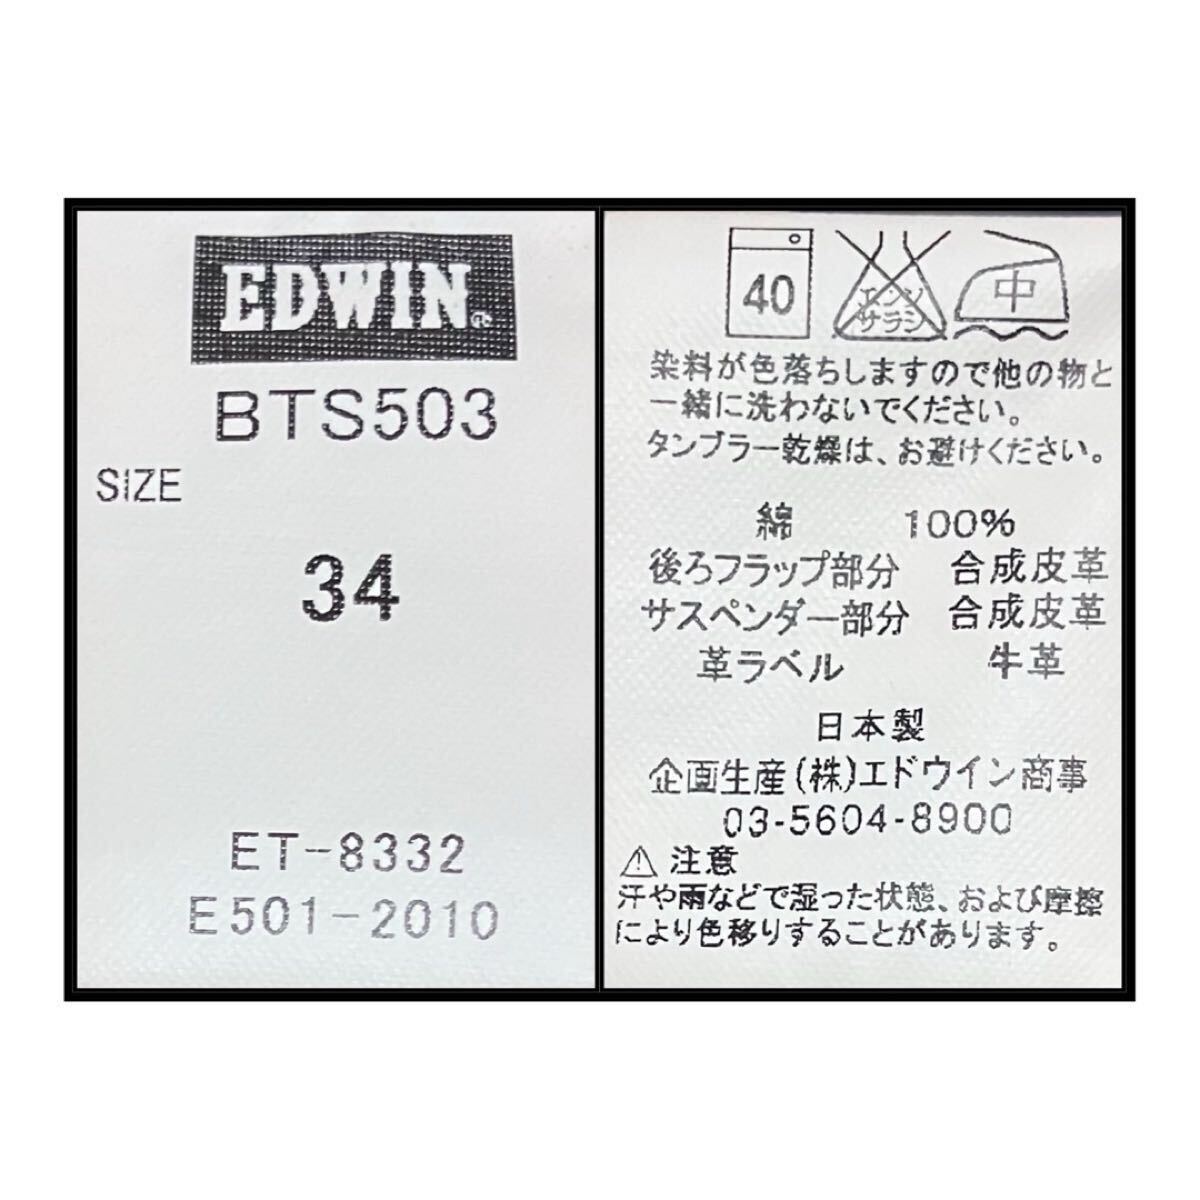 EDWIN®
BTS503
SIZE
34
ET-8332
E501-2010
40
エンソ
サラシ
中
染料が色落ちしますので他の物と
一緒に洗わないでください。
タンブラー乾燥は、お避けください。
綿 100%
後ろフラップ部分 合成皮革
サスペンダー部分 合成皮革
革ラベル 牛革
日本製
企画生産(株)エドウイン商事
03-5604-8900
⚠ 注意
汗や雨などで湿った状態、および摩擦
により色移りすることがあります。